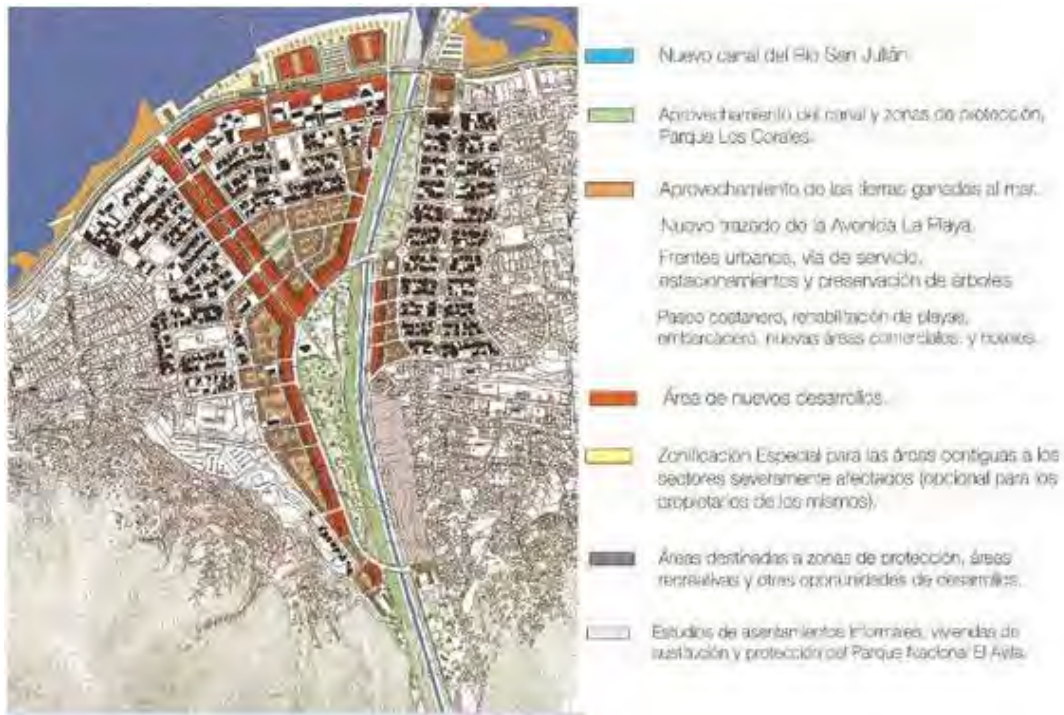 Nuevo canal del Rio San Julián.
Aprovechamiento del canal y zonas de protección,
Parque Los Corales.
Aprovechamiento de las tierras ganadas al mar.
Nuevo trazado de la Avenida La Playa.
Frentes urbanos, vía de servicio,
estacionamientos y preservación de árboles
Paseo costanero, rehabilitación de playas,
embarcadero, nuevas áreas comerciales, y hoteles.
Área de nuevos desarrollos.
Zonificación Especial para las áreas contiguas a los
sectores severamente afectados (opcional para los
propietarios de los mismos).
Áreas destinadas a zonas de protección, áreas
recreativas y otras oportunidades de desarrollos.
Estudios de asentamientos informales, viviendas de
sustitución y protección del Parque Nacional El Avila.